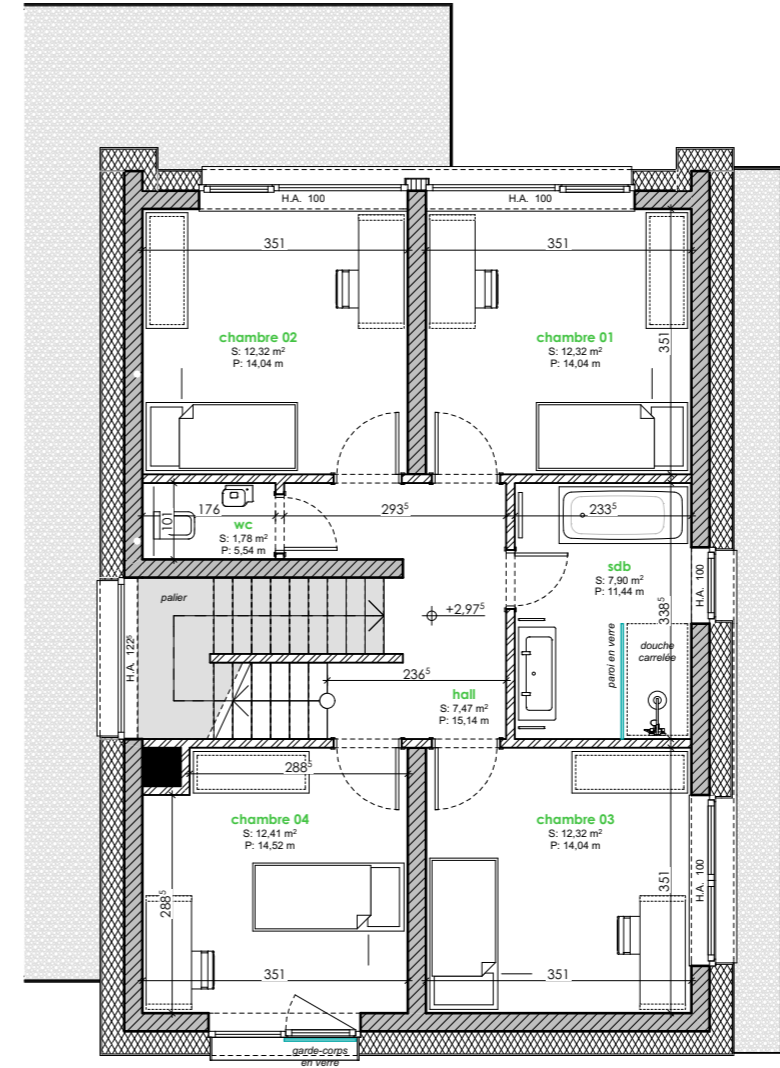 H.A. 100
H.A. 100
351
351
chambre 02
S: 12,32 m²
P: 14,04 m
chambre 01
S: 12,32 m²
P: 14,04 m
351
176
293⁵
233⁵
101
wc
S: 1,78 m²
P: 5,54 m
sdb
S: 7,90 m²
P: 11,44 m
H.A. 100
palier
+2,97⁵
338⁵
H.A. 122⁵
paroi en verre
douche
carrelée
236⁵
hall
S: 7,47 m²
P: 15,14 m
288⁵
chambre 04
S: 12,41 m²
P: 14,52 m
chambre 03
S: 12,32 m²
P: 14,04 m
H.A. 100
288⁵
351
351
351
garde-corps
en verre